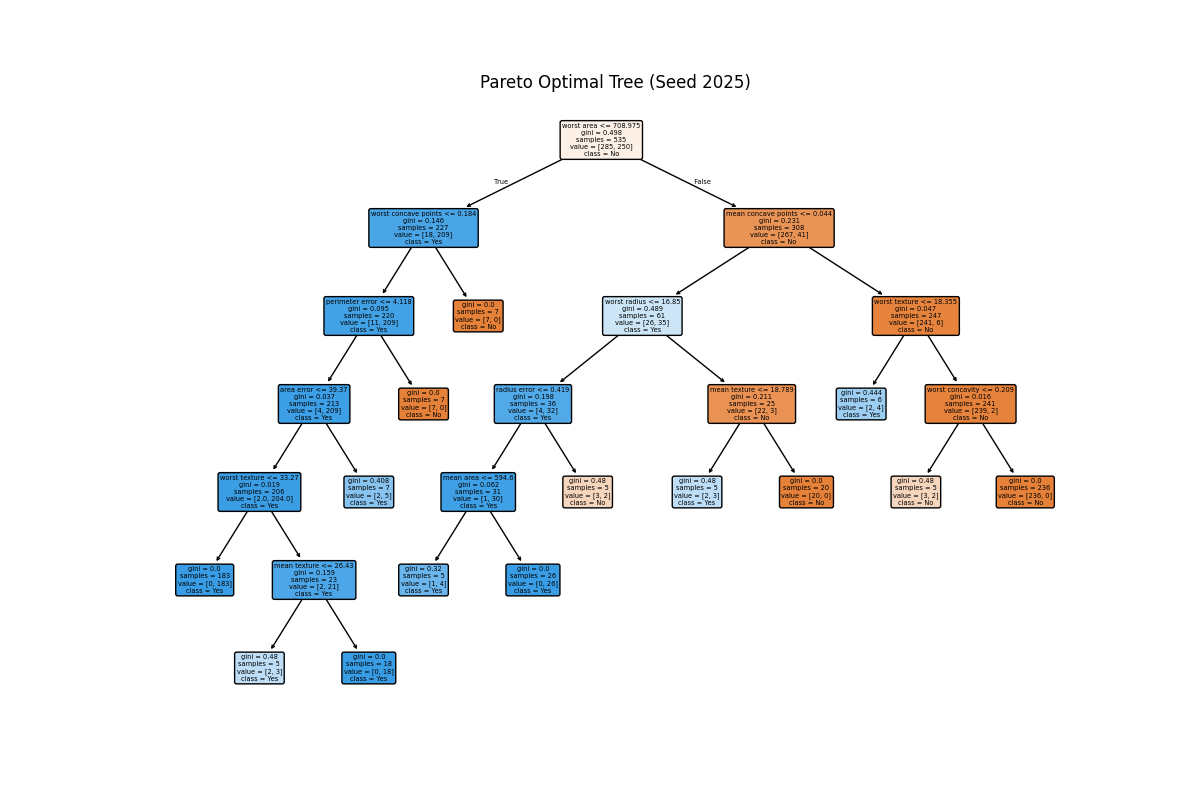 Pareto Optimal Tree (Seed 2025)
worst area <= 708.975
gini = 0.498
samples = 535
value = [285, 250]
class = No
True
False
worst concave points <= 0.184
gini = 0.146
samples = 227
value = [18, 209]
class = Yes
mean concave points <= 0.044
gini = 0.231
samples = 308
value = [267, 41]
class = No
perimeter error <= 4.118
gini = 0.095
samples = 220
value = [11, 209]
class = Yes
gini = 0.0
samples = 7
value = [7, 0]
class = No
worst radius <= 16.85
gini = 0.489
samples = 61
value = [26, 35]
class = Yes
worst texture <= 18.355
gini = 0.047
samples = 247
value = [241, 6]
class = No
area error <= 39.37
gini = 0.037
samples = 213
value = [4, 209]
class = Yes
gini = 0.0
samples = 7
value = [7, 0]
class = No
radius error <= 0.419
gini = 0.198
samples = 36
value = [4, 32]
class = Yes
mean texture <= 18.789
gini = 0.211
samples = 25
value = [22, 3]
class = No
gini = 0.444
samples = 6
value = [2, 4]
class = Yes
worst concavity <= 0.209
gini = 0.016
samples = 241
value = [239, 2]
class = No
worst texture <= 33.27
gini = 0.019
samples = 206
value = [2.0, 204.0]
class = Yes
gini = 0.408
samples = 7
value = [2, 5]
class = Yes
mean area <= 594.6
gini = 0.062
samples = 31
value = [1, 30]
class = Yes
gini = 0.48
samples = 5
value = [3, 2]
class = No
gini = 0.48
samples = 5
value = [2, 3]
class = Yes
gini = 0.0
samples = 20
value = [20, 0]
class = No
gini = 0.48
samples = 5
value = [3, 2]
class = No
gini = 0.0
samples = 236
value = [236, 0]
class = No
gini = 0.0
samples = 183
value = [0, 183]
class = Yes
mean texture <= 26.43
gini = 0.159
samples = 23
value = [2, 21]
class = Yes
gini = 0.32
samples = 5
value = [1, 4]
class = Yes
gini = 0.0
samples = 26
value = [0, 26]
class = Yes
gini = 0.48
samples = 5
value = [2, 3]
class = Yes
gini = 0.0
samples = 18
value = [0, 18]
class = Yes